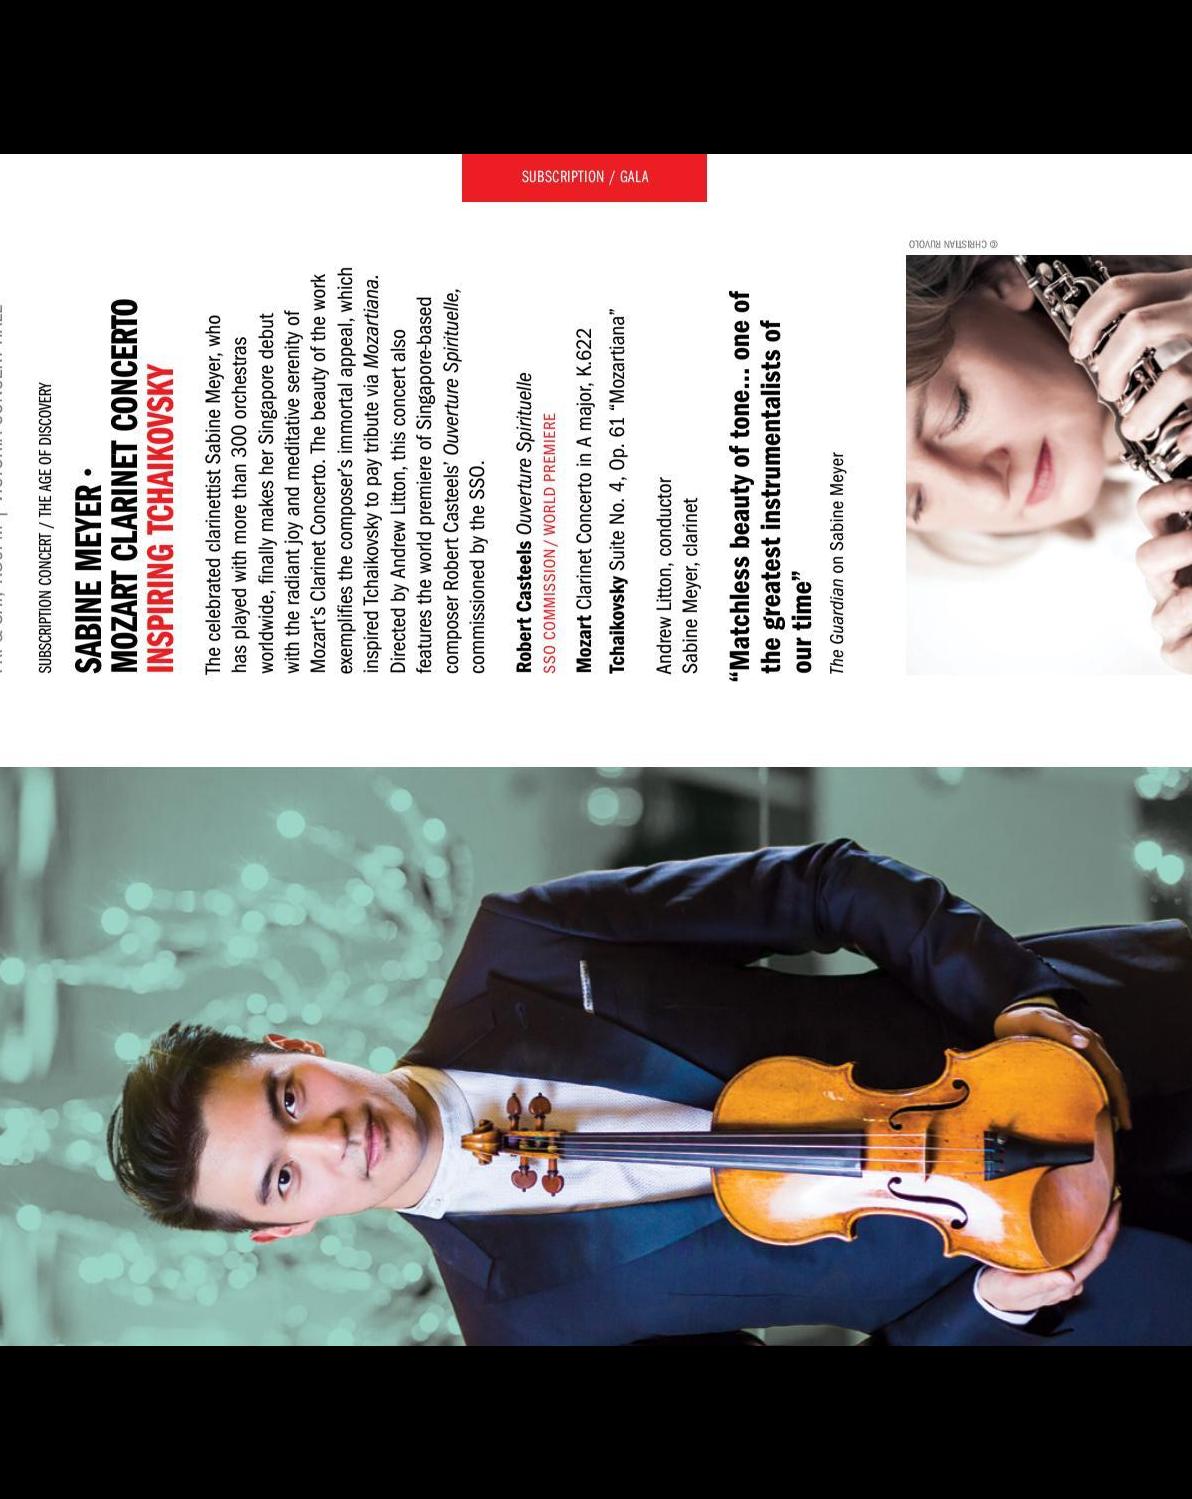 SUBSCRIPTION / GALA
SUBSCRIPTION CONCERT / THE AGE OF DISCOVERY
SABINE MEYER •
MOZART CLARINET CONCERTO
INSPIRING TCHAIKOVSKY
The celebrated clarinettist Sabine Meyer, who
has played with more than 300 orchestras
worldwide, finally makes her Singapore debut
with the radiant joy and meditative serenity of
Mozart's Clarinet Concerto. The beauty of the work
exemplifies the composer's immortal appeal, which
inspired Tchaikovsky to pay tribute via Mozartiana.
Directed by Andrew Litton, this concert also
features the world premiere of Singapore-based
composer Robert Casteels' Ouverture Spirituelle,
commissioned by the SSO.
Robert Casteels Ouverture Spirituelle
SSO COMMISSION/ WORLD PREMIERE
Mozart Clarinet Concerto in A major, K.622
Tchaikovsky Suite No. 4, Op. 61 “Mozartiana”
Andrew Litton, conductor
Sabine Meyer, clarinet
“Matchless beauty of tone... one of
the greatest instrumentalists of
our time”
The Guardian on Sabine Meyer
© CHRISTIAN RUVOLO